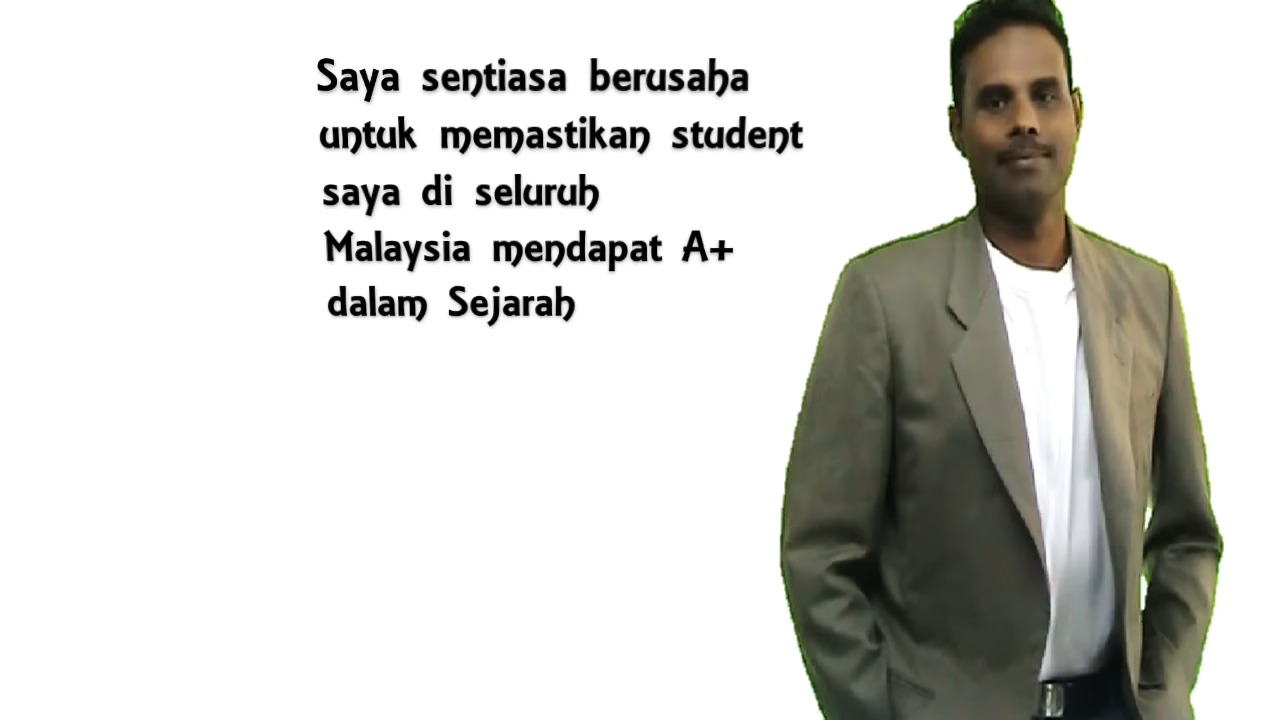 Saya sentiasa berusaha
untuk memastikan student
saya di seluruh
Malaysia mendapat A+
dalam Sejarah